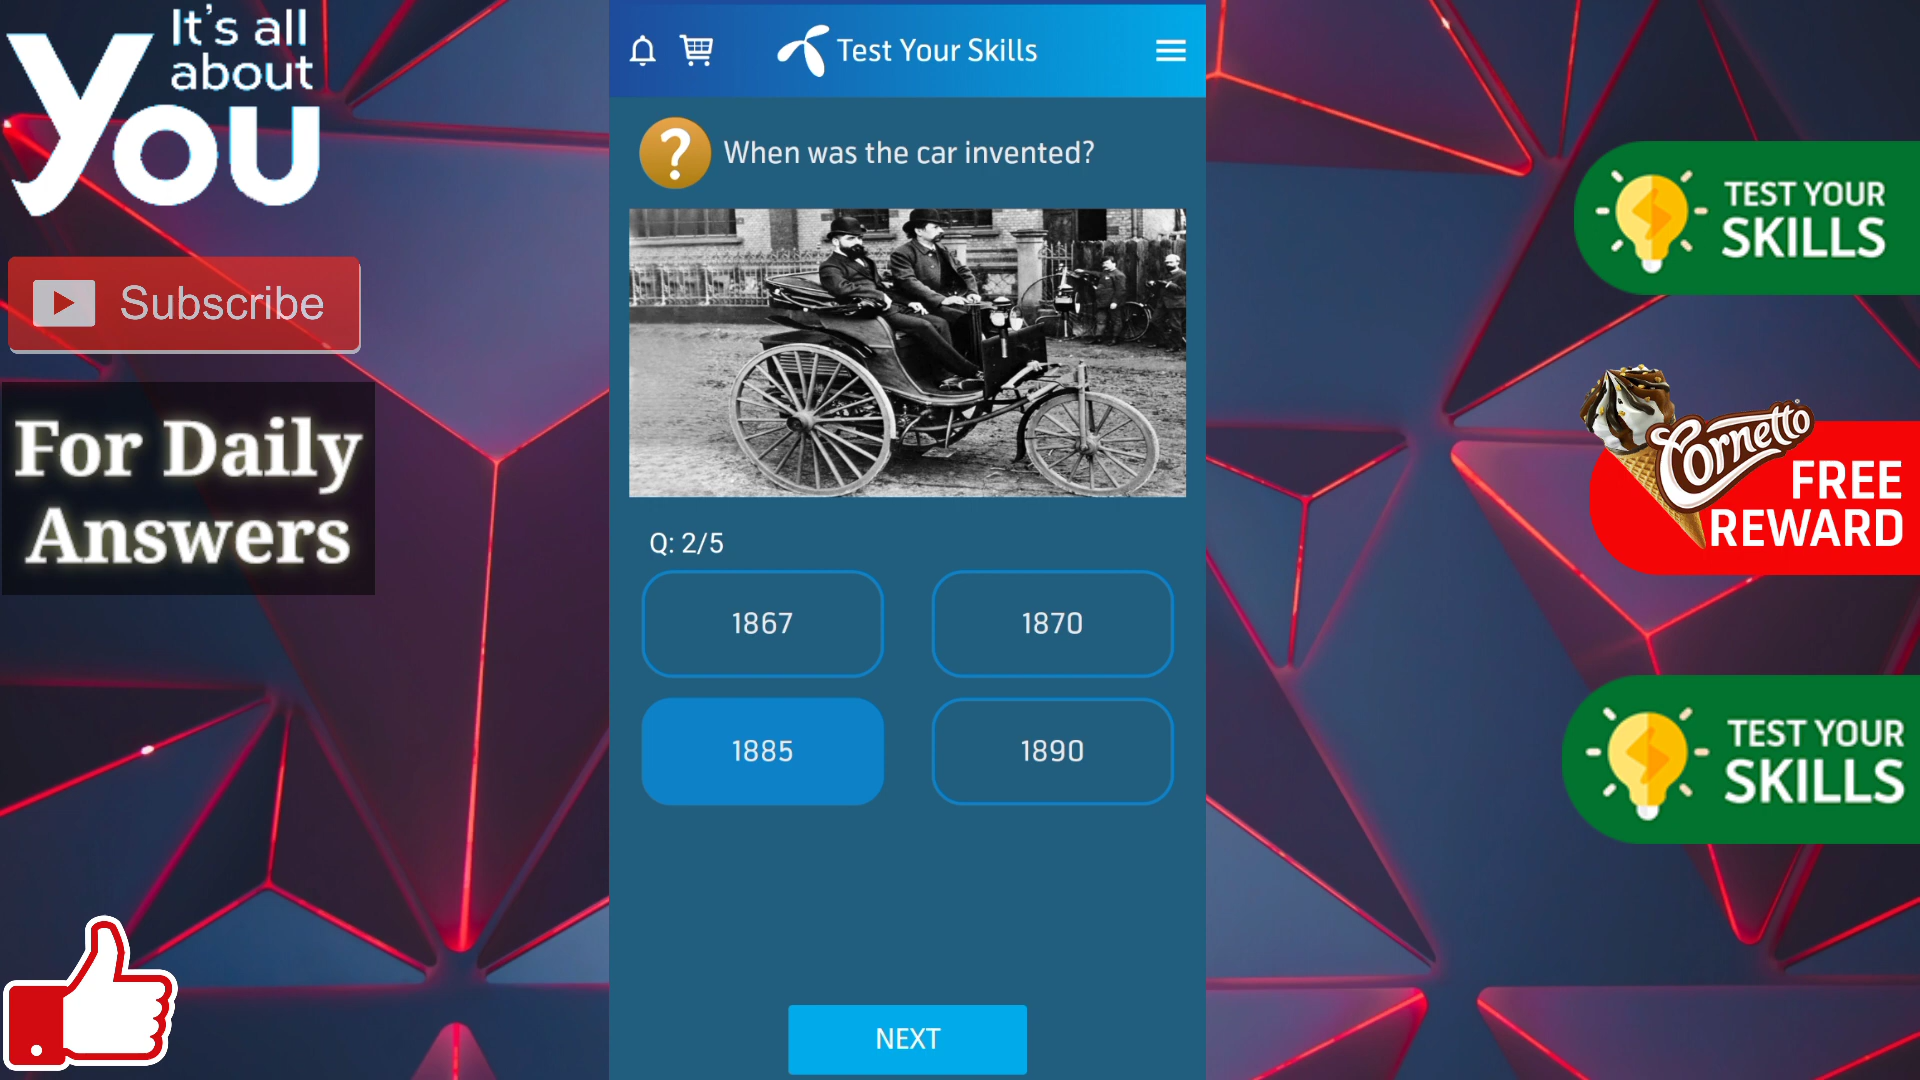 It's all
about
You
Subscribe
For Daily
Answers
Test Your Skills
?
When was the car invented?
Q: 2/5
1867
1870
1885
1890
NEXT
TEST YOUR
SKILLS
Cornetto
FREE
REWARD
TEST YOUR
SKILLS